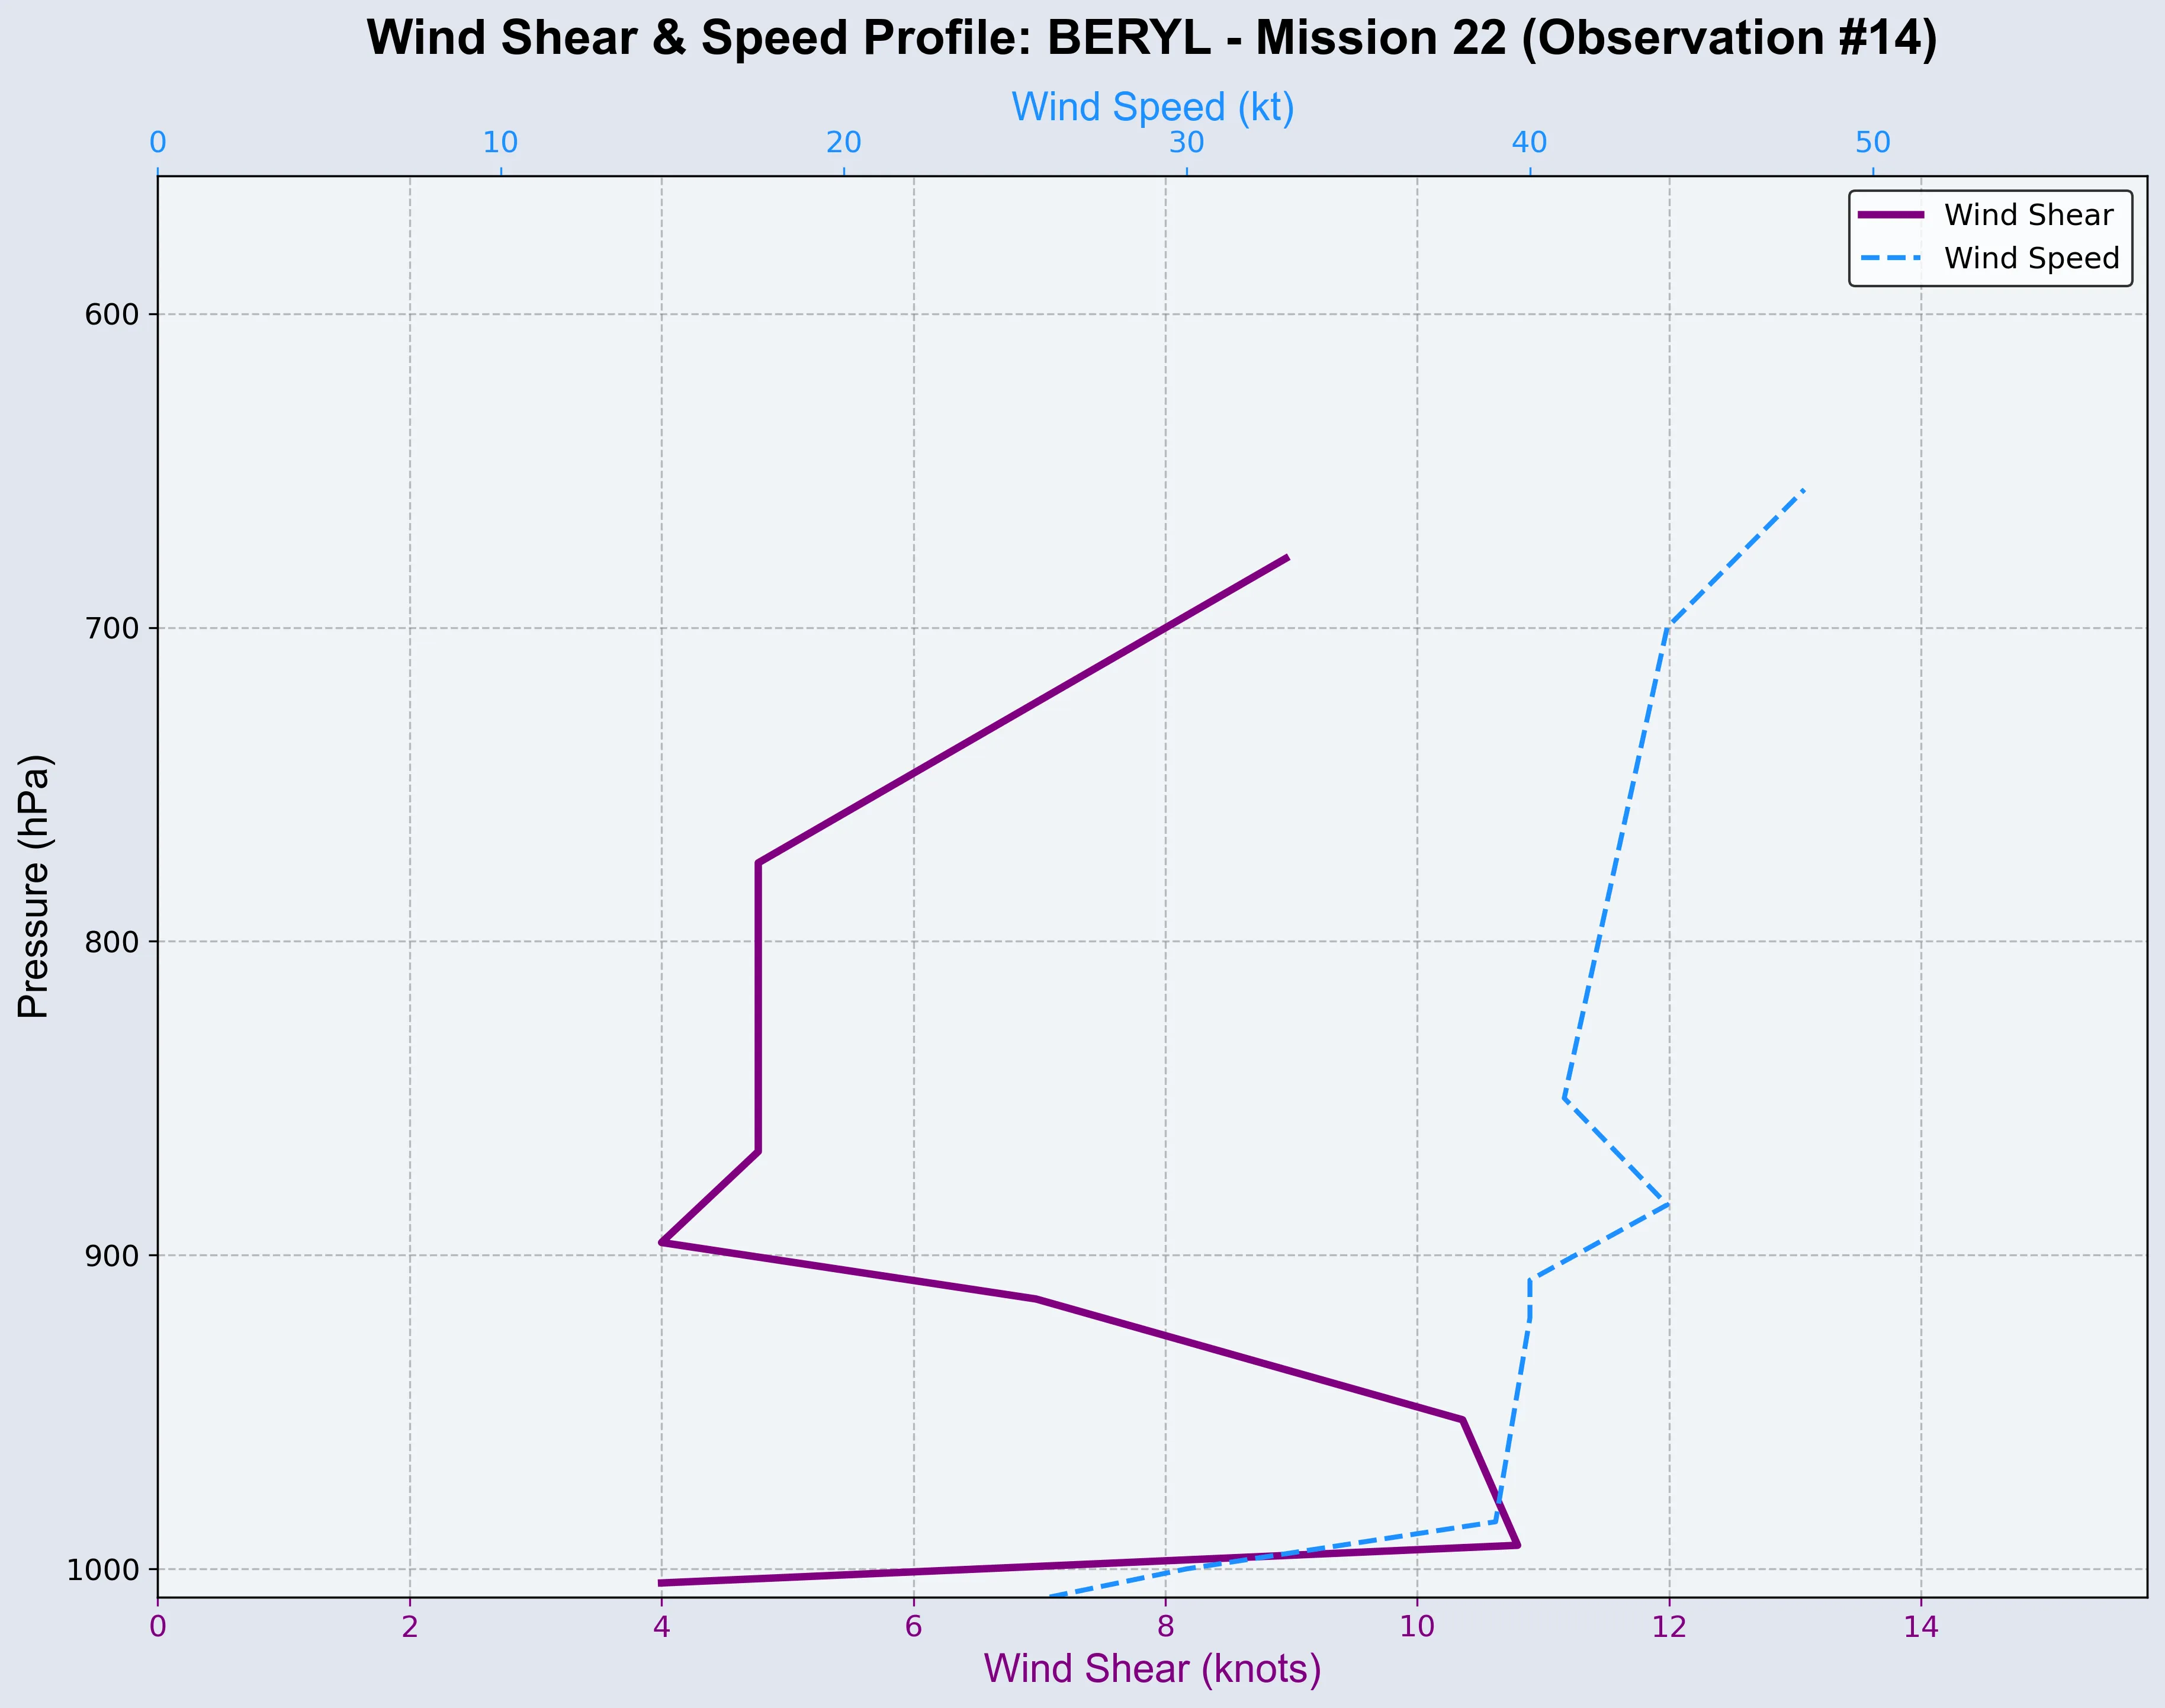 Wind Shear & Speed Profile: BERYL - Mission 22 (Observation #14)
Wind Speed (kt)
0 10 20 30 40 50
Wind Shear
Wind Speed
600
700
800
900
1000
Pressure (hPa)
0 2 4 6 8 10 12 14
Wind Shear (knots)